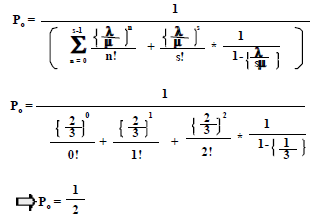 P₀ = 1 / ( s-1 Σ n = 0 {λ/μ}ⁿ / n! + {λ/μ}ˢ / s! * 1 / 1-{λ/sμ} )
P₀ = 1 / {2/3}⁰ / 0! + {2/3}¹ / 1! + {2/3}² / 2! * 1 / 1-{1/3}
⇨ P₀ = 1 / 2